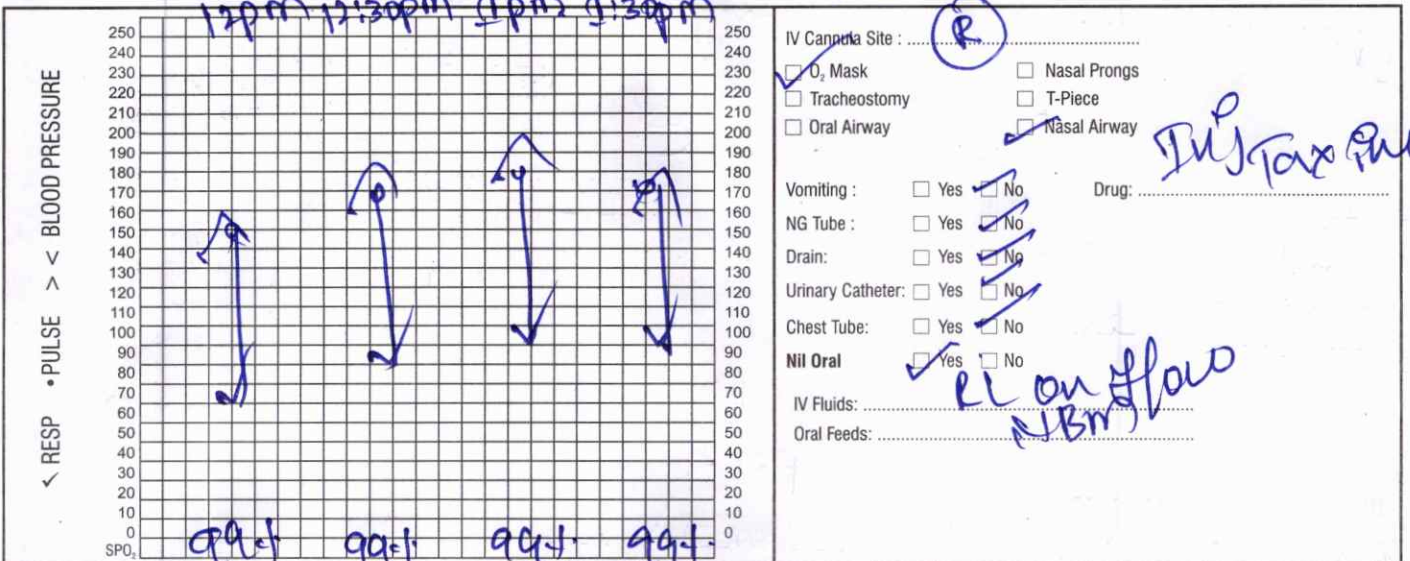 12pm 12:30pm 1pm 1:30pm
< RESP • PULSE > < BLOOD PRESSURE
250 250
240 240
230 230
220 220
210 210
200 200
190 190
180 180
170 170
160 160
150 150
140 140
130 130
120 120
110 110
100 100
90 90
80 80
70 70
60 60
50 50
40 40
30 30
20 20
10 10
0 0
SPO₂ 99% 99% 99% 99%
IV Cannula Site : R
O₂ Mask Nasal Prongs
Tracheostomy T-Piece
Oral Airway Nasal Airway
Vomiting : Yes No Drug: Inj
NG Tube : Yes No
Drain: Yes No
Urinary Catheter: Yes No
Chest Tube: Yes No
Nil Oral Yes No
IV Fluids: RL on flow
Oral Feeds: NBM